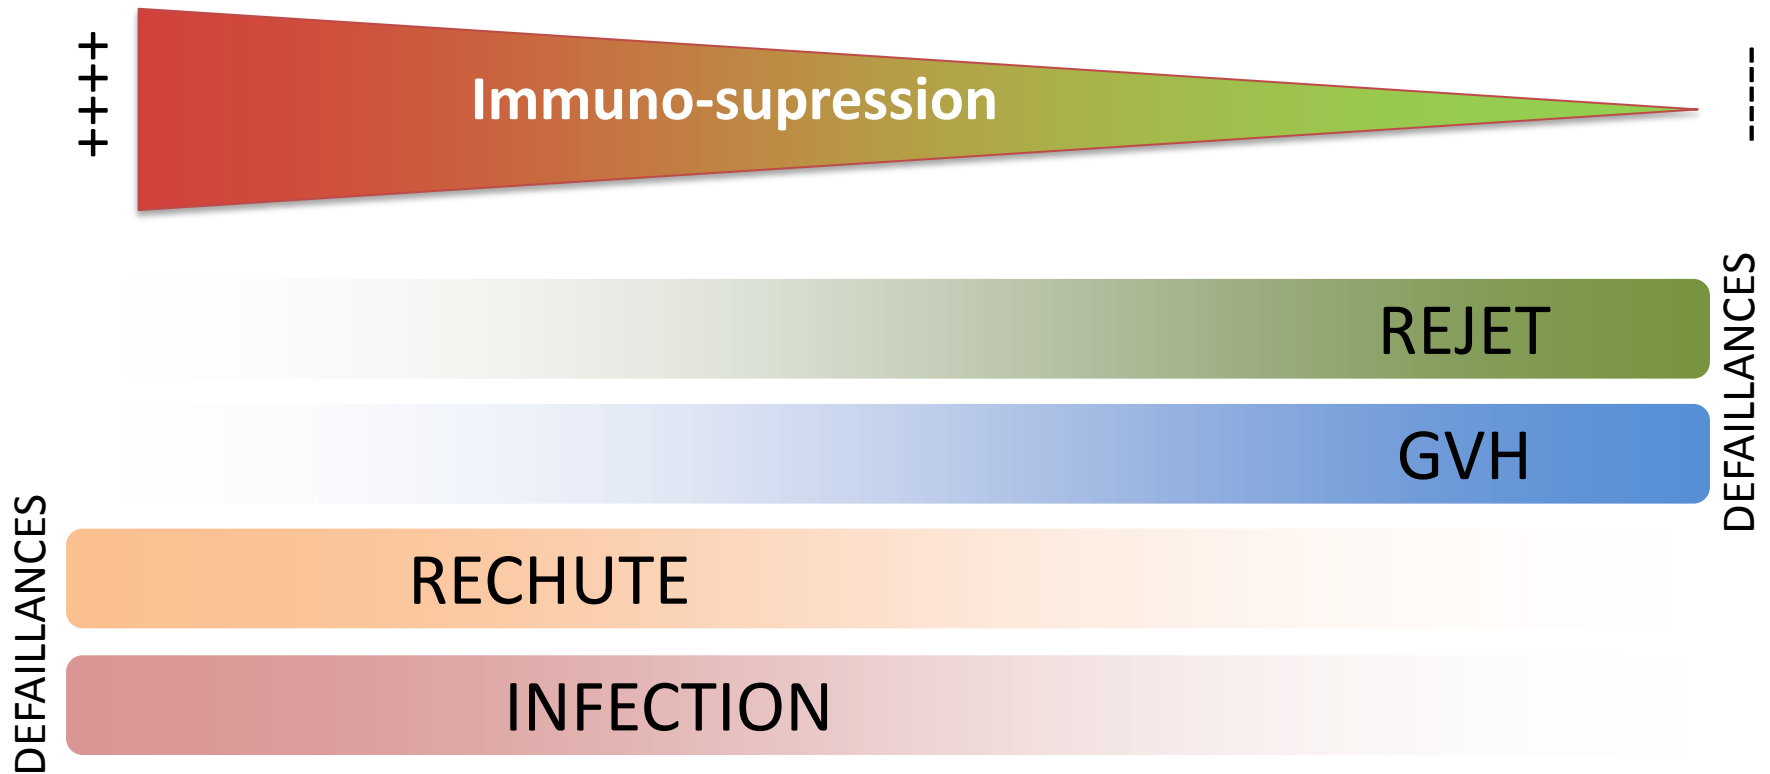 ++++
Immuno-supression
-----
REJET
GVH
DEFAILLANCES
RECHUTE
INFECTION
DEFAILLANCES